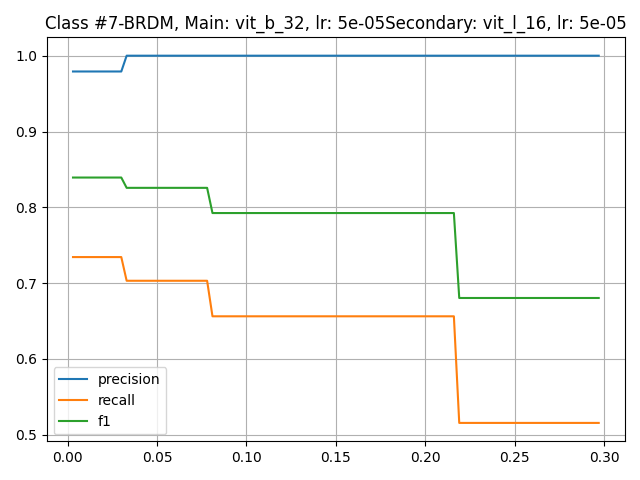 Class #7-BRDM, Main: vit_b_32, lr: 5e-05Secondary: vit_l_16, lr: 5e-05
1.0
0.9
0.8
0.7
0.6
0.5
precision
recall
f1
0.00 0.05 0.10 0.15 0.20 0.25 0.30